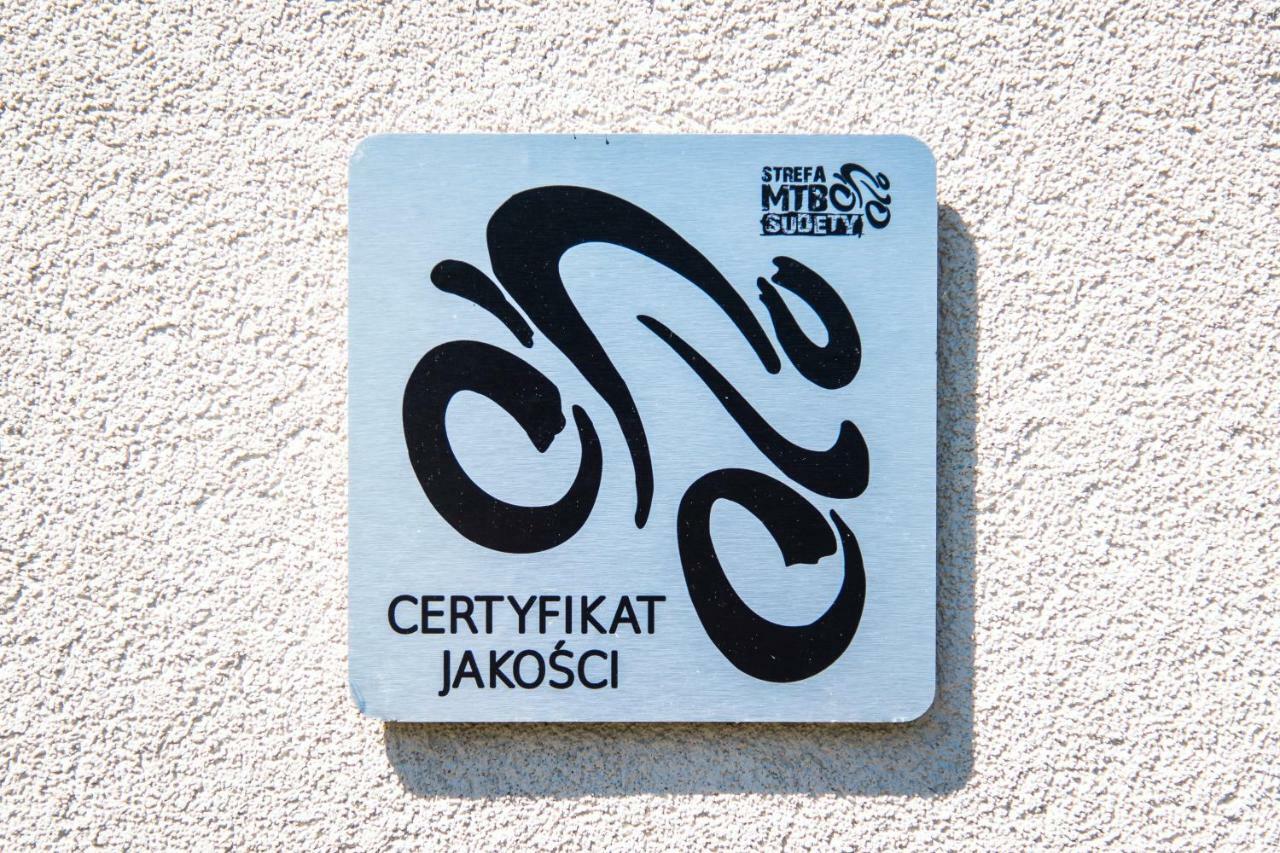 STREFA
MTB
SUDETY
CERTYFIKAT
JAKOŚCI